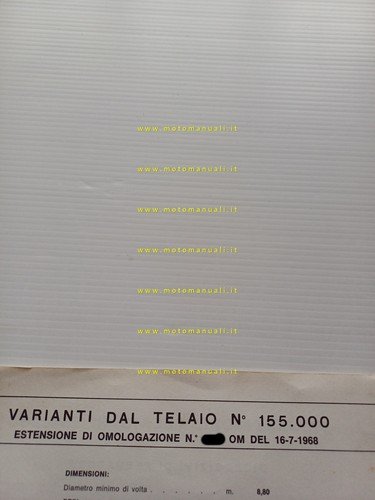 www.motomanuali.it
www.motomanuali.it
www.motomanuali.it
www.motomanuali.it
www.motomanuali.it
www.motomanuali.it
www.motomanuali.it
VARIANTI DAL TELAIO N° 155.000
ESTENSIONE DI OMOLOGAZIONE N.° OM DEL 16-7-1968
DIMENSIONI:
Diametro minimo di volta . . . . . . m. 8,80